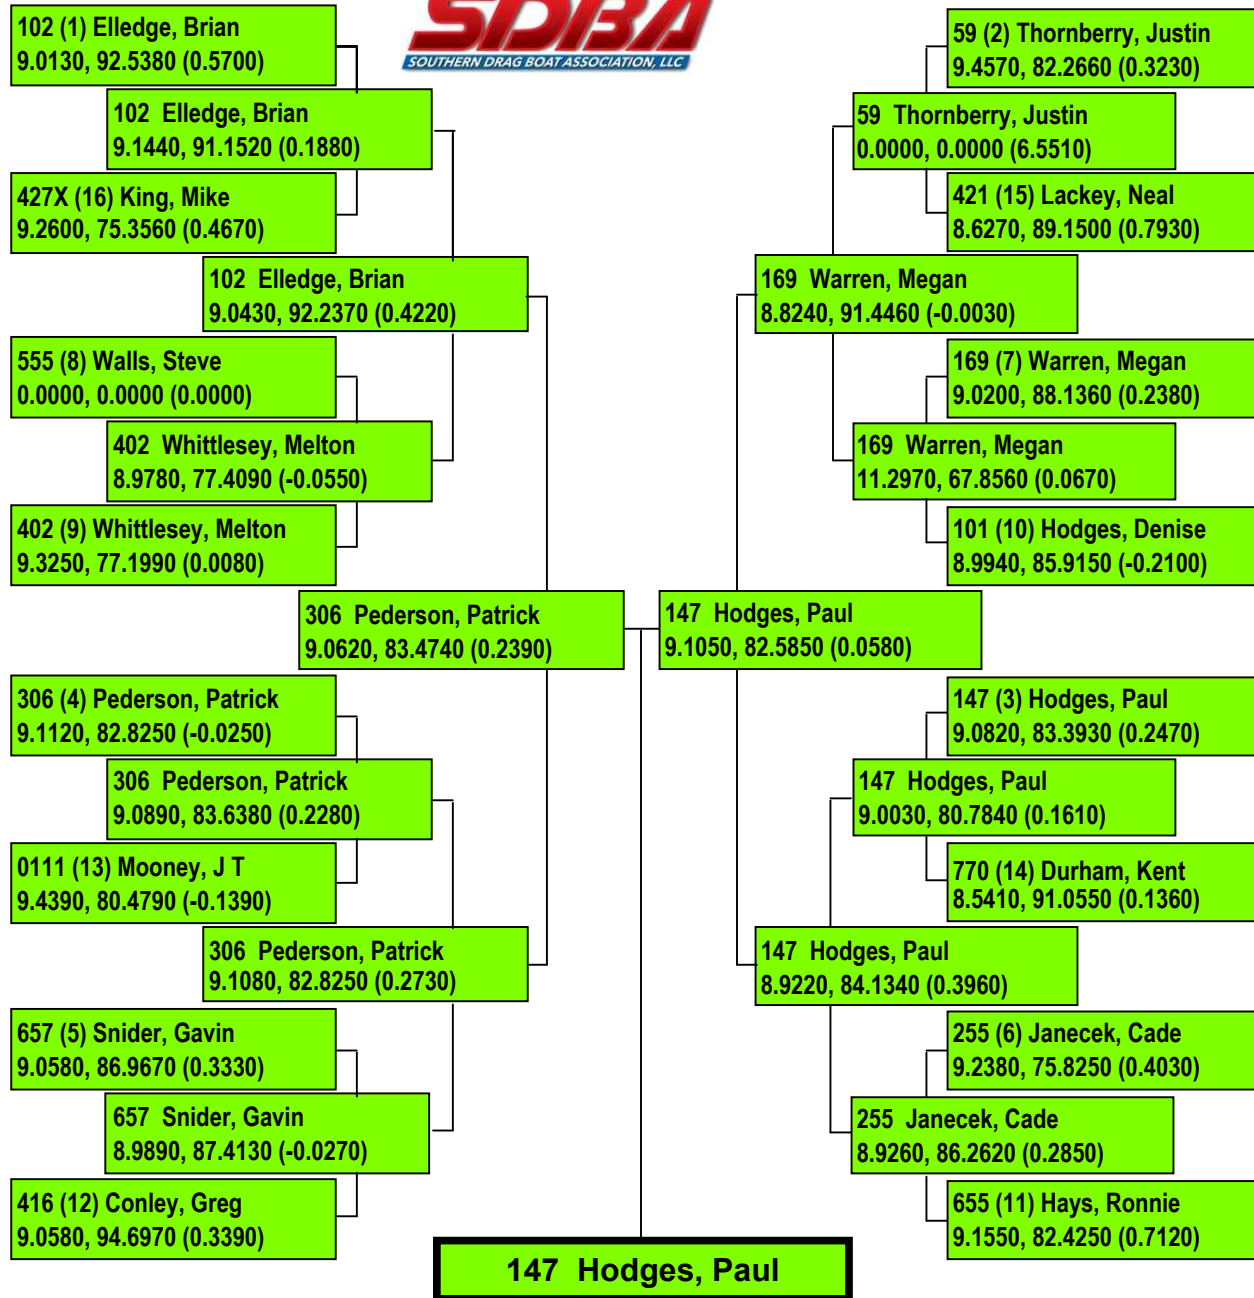 SDBA
SOUTHERN DRAG BOAT ASSOCIATION, LLC
102 (1) Elledge, Brian
9.0130, 92.5380 (0.5700)
102 Elledge, Brian
9.1440, 91.1520 (0.1880)
427X (16) King, Mike
9.2600, 75.3560 (0.4670)
102 Elledge, Brian
9.0430, 92.2370 (0.4220)
555 (8) Walls, Steve
0.0000, 0.0000 (0.0000)
402 Whittlesey, Melton
8.9780, 77.4090 (-0.0550)
402 (9) Whittlesey, Melton
9.3250, 77.1990 (0.0080)
306 Pederson, Patrick
9.0620, 83.4740 (0.2390)
306 (4) Pederson, Patrick
9.1120, 82.8250 (-0.0250)
306 Pederson, Patrick
9.0890, 83.6380 (0.2280)
0111 (13) Mooney, J T
9.4390, 80.4790 (-0.1390)
306 Pederson, Patrick
9.1080, 82.8250 (0.2730)
657 (5) Snider, Gavin
9.0580, 86.9670 (0.3330)
657 Snider, Gavin
8.9890, 87.4130 (-0.0270)
416 (12) Conley, Greg
9.0580, 94.6970 (0.3390)
59 (2) Thornberry, Justin
9.4570, 82.2660 (0.3230)
59 Thornberry, Justin
0.0000, 0.0000 (6.5510)
421 (15) Lackey, Neal
8.6270, 89.1500 (0.7930)
169 Warren, Megan
8.8240, 91.4460 (-0.0030)
169 (7) Warren, Megan
9.0200, 88.1360 (0.2380)
169 Warren, Megan
11.2970, 67.8560 (0.0670)
101 (10) Hodges, Denise
8.9940, 85.9150 (-0.2100)
147 Hodges, Paul
9.1050, 82.5850 (0.0580)
147 (3) Hodges, Paul
9.0820, 83.3930 (0.2470)
147 Hodges, Paul
9.0030, 80.7840 (0.1610)
770 (14) Durham, Kent
8.5410, 91.0550 (0.1360)
147 Hodges, Paul
8.9220, 84.1340 (0.3960)
255 (6) Janecek, Cade
9.2380, 75.8250 (0.4030)
255 Janecek, Cade
8.9260, 86.2620 (0.2850)
655 (11) Hays, Ronnie
9.1550, 82.4250 (0.7120)
147 Hodges, Paul